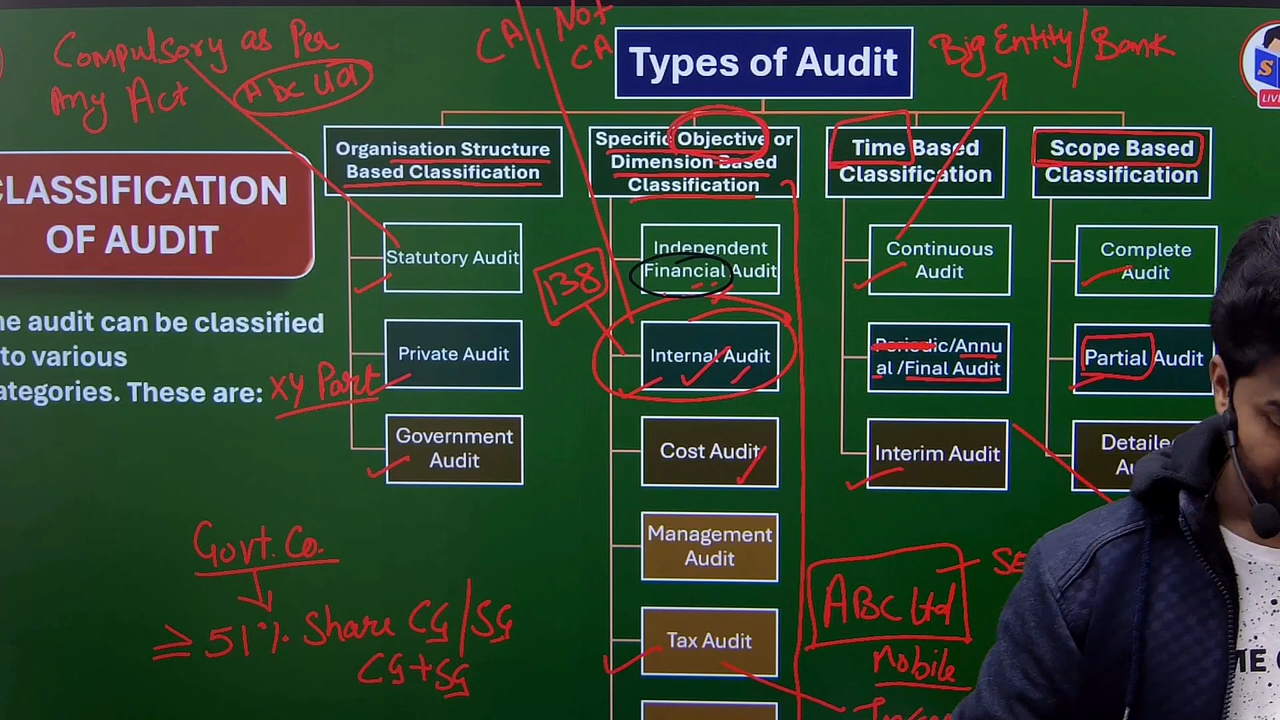 Compulsory as Per
Any Act
Abc Ltd
CA/Not
CA
Types of Audit
Big Entity/Bank
S
LIVE
CLASSIFICATION
OF AUDIT
he audit can be classified
to various
ategories. These are:
XY Part
Organisation Structure
Based Classification
Statutory Audit
Private Audit
Government
Audit
Specific Objective or
Dimension Based
Classification
Independent
Financial Audit
138
Internal Audit
Cost Audit
Management
Audit
Tax Audit
Time Based
Classification
Continuous
Audit
Periodic/Annu
al /Final Audit
Interim Audit
Scope Based
Classification
Complete
Audit
Partial Audit
Detaile
Au
Govt. Co.
≥ 51% Share CG/SG
CG+SG
ABC Ltd
SE
Mobile